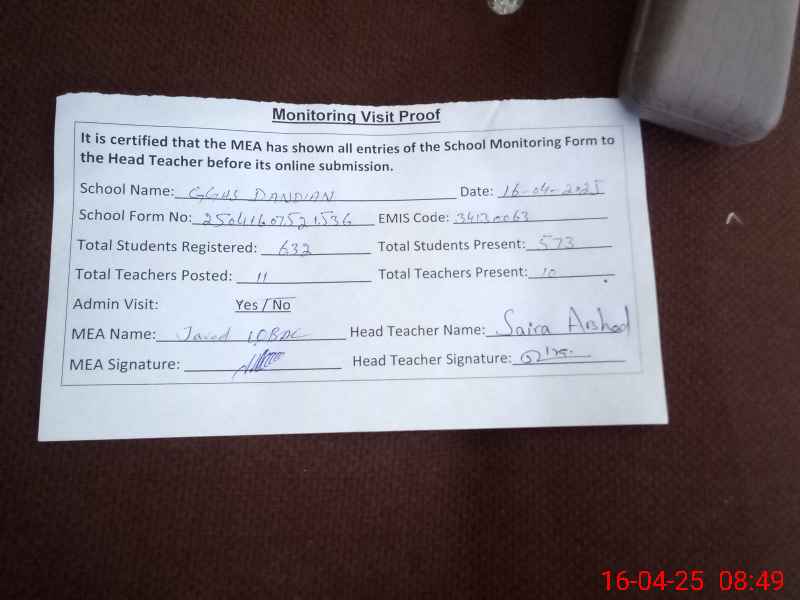 Monitoring Visit Proof
It is certified that the MEA has shown all entries of the School Monitoring Form to
the Head Teacher before its online submission.
School Name: GGHS DANDIAN Date: 16-04-2025
School Form No: 25041607521536 EMIS Code: 34130063
Total Students Registered: 632 Total Students Present: 573
Total Teachers Posted: 11 Total Teachers Present: 10
Admin Visit: Yes / No
MEA Name: Javed IQBAL Head Teacher Name: Saira Arshad
MEA Signature: Head Teacher Signature:
16-04-25 08:49